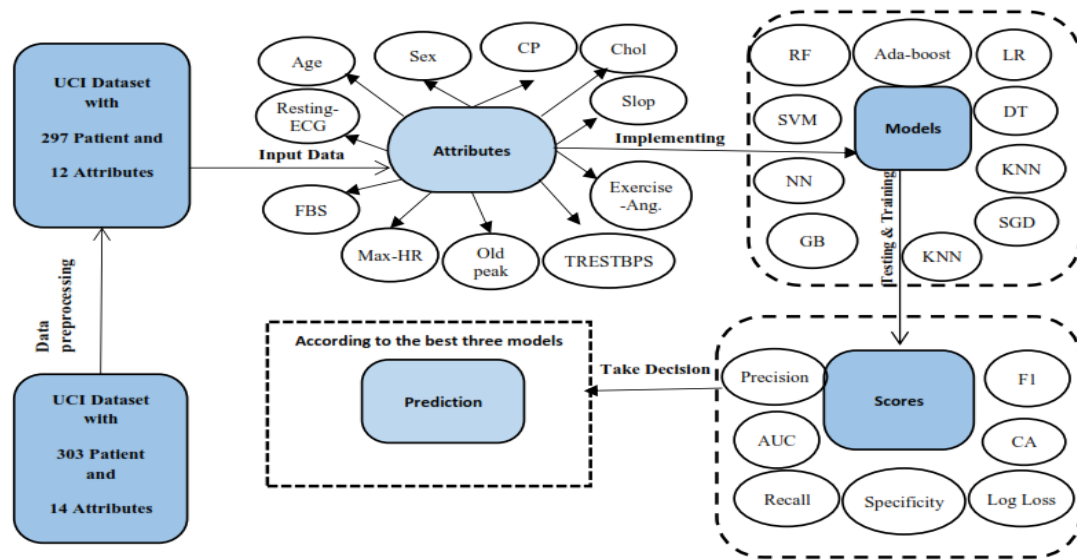 UCI Dataset
with
297 Patient and
12 Attributes
Data
preprocessing
UCI Dataset
with
303 Patient
and
14 Attributes
Input Data
Age
Sex
CP
Chol
Resting-
ECG
Slop
Attributes
FBS
Exercise
-Ang.
Max-HR
Old
peak
TRESTBPS
Implementing
RF
Ada-boost
LR
SVM
Models
DT
NN
KNN
GB
KNN
SGD
Testing & Training
Precision
Scores
F1
AUC
CA
Recall
Specificity
Log Loss
Take Decision
According to the best three models
Prediction